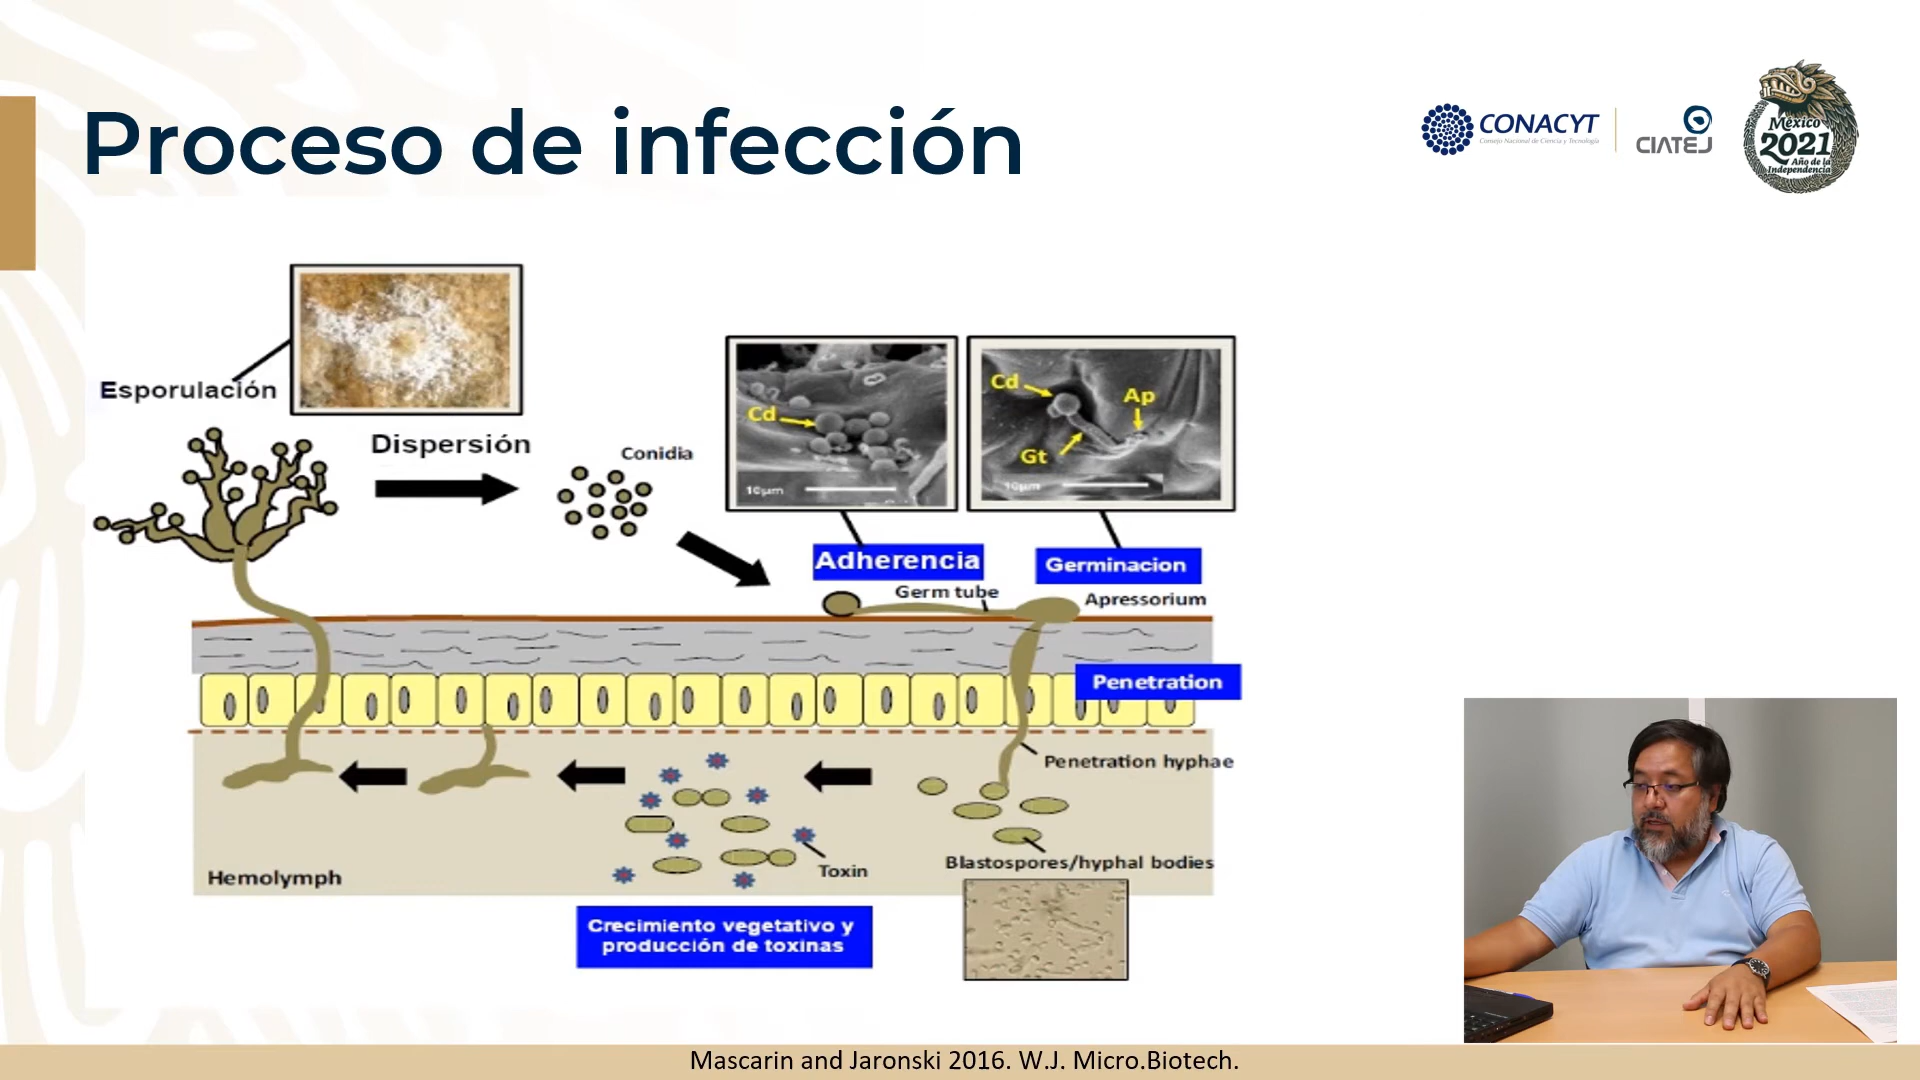 Proceso de infección
CONACYT
Consejo Nacional de Ciencia y Tecnología
CIATEJ
México
2021
Año de la
Independencia
Esporulación
Dispersión
Conidia
Cd
10µm
Cd
Ap
Gt
10µm
Adherencia
Germinacion
Germ tube
Apressorium
Penetration
Penetration hyphae
Blastospores/hyphal bodies
Toxin
Hemolymph
Crecimiento vegetativo y
producción de toxinas
Mascarin and Jaronski 2016. W.J. Micro.Biotech.